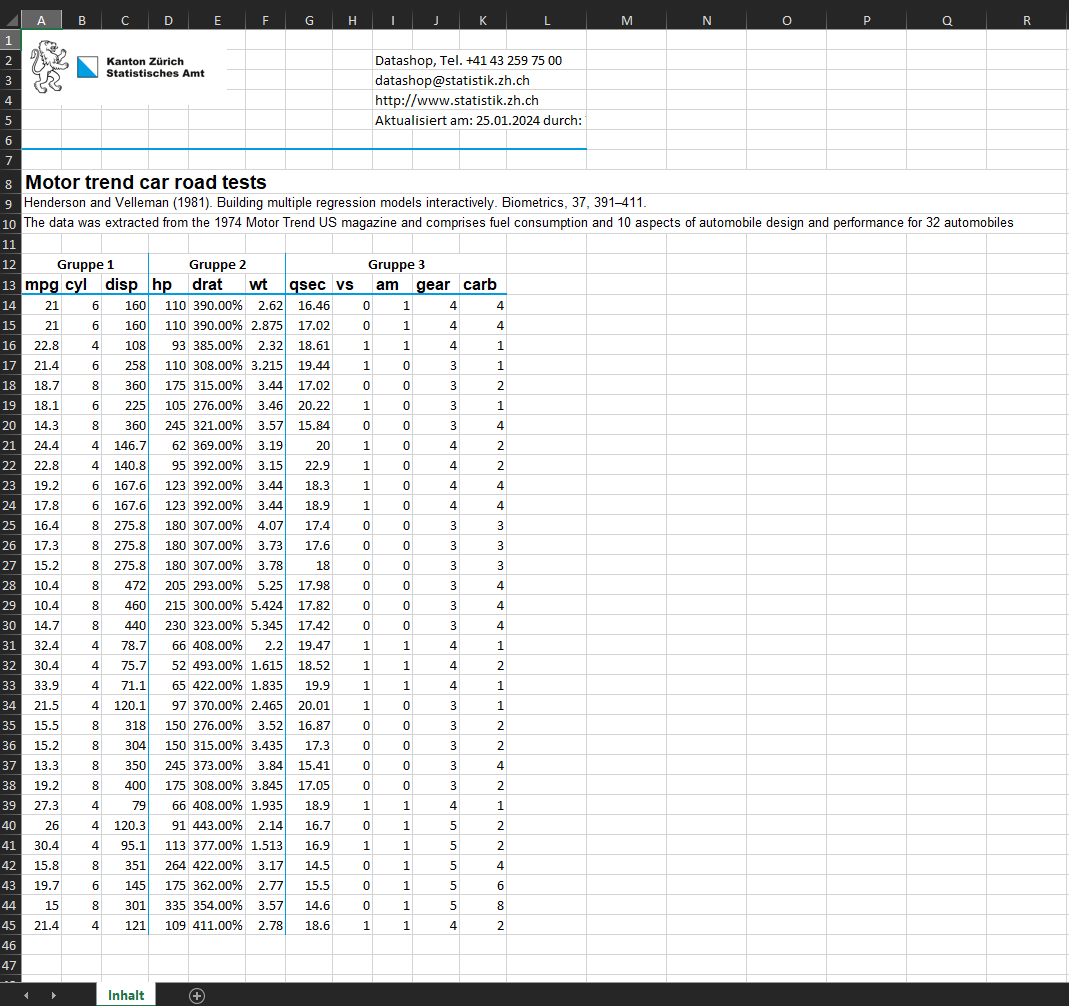 A B C D E F G H I J K L M N O P Q R
1
2 Kanton Zürich Datashop, Tel. +41 43 259 75 00
3 Statistisches Amt datashop@statistik.zh.ch
4 http://www.statistik.zh.ch
5 Aktualisiert am: 25.01.2024 durch:
6
7
8 Motor trend car road tests
9 Henderson and Velleman (1981). Building multiple regression models interactively. Biometrics, 37, 391–411.
10 The data was extracted from the 1974 Motor Trend US magazine and comprises fuel consumption and 10 aspects of automobile design and performance for 32 automobiles
11
12 Gruppe 1 Gruppe 2 Gruppe 3
13 mpg cyl disp hp drat wt qsec vs am gear carb
14 21 6 160 110 390.00% 2.62 16.46 0 1 4 4
15 21 6 160 110 390.00% 2.875 17.02 0 1 4 4
16 22.8 4 108 93 385.00% 2.32 18.61 1 1 4 1
17 21.4 6 258 110 308.00% 3.215 19.44 1 0 3 1
18 18.7 8 360 175 315.00% 3.44 17.02 0 0 3 2
19 18.1 6 225 105 276.00% 3.46 20.22 1 0 3 1
20 14.3 8 360 245 321.00% 3.57 15.84 0 0 3 4
21 24.4 4 146.7 62 369.00% 3.19 20 1 0 4 2
22 22.8 4 140.8 95 392.00% 3.15 22.9 1 0 4 2
23 19.2 6 167.6 123 392.00% 3.44 18.3 1 0 4 4
24 17.8 6 167.6 123 392.00% 3.44 18.9 1 0 4 4
25 16.4 8 275.8 180 307.00% 4.07 17.4 0 0 3 3
26 17.3 8 275.8 180 307.00% 3.73 17.6 0 0 3 3
27 15.2 8 275.8 180 307.00% 3.78 18 0 0 3 3
28 10.4 8 472 205 293.00% 5.25 17.98 0 0 3 4
29 10.4 8 460 215 300.00% 5.424 17.82 0 0 3 4
30 14.7 8 440 230 323.00% 5.345 17.42 0 0 3 4
31 32.4 4 78.7 66 408.00% 2.2 19.47 1 1 4 1
32 30.4 4 75.7 52 493.00% 1.615 18.52 1 1 4 2
33 33.9 4 71.1 65 422.00% 1.835 19.9 1 1 4 1
34 21.5 4 120.1 97 370.00% 2.465 20.01 1 0 3 1
35 15.5 8 318 150 276.00% 3.52 16.87 0 0 3 2
36 15.2 8 304 150 315.00% 3.435 17.3 0 0 3 2
37 13.3 8 350 245 373.00% 3.84 15.41 0 0 3 4
38 19.2 8 400 175 308.00% 3.845 17.05 0 0 3 2
39 27.3 4 79 66 408.00% 1.935 18.9 1 1 4 1
40 26 4 120.3 91 443.00% 2.14 16.7 0 1 5 2
41 30.4 4 95.1 113 377.00% 1.513 16.9 1 1 5 2
42 15.8 8 351 264 422.00% 3.17 14.5 0 1 5 4
43 19.7 6 145 175 362.00% 2.77 15.5 0 1 5 6
44 15 8 301 335 354.00% 3.57 14.6 0 1 5 8
45 21.4 4 121 109 411.00% 2.78 18.6 1 1 4 2
46
47
Inhalt